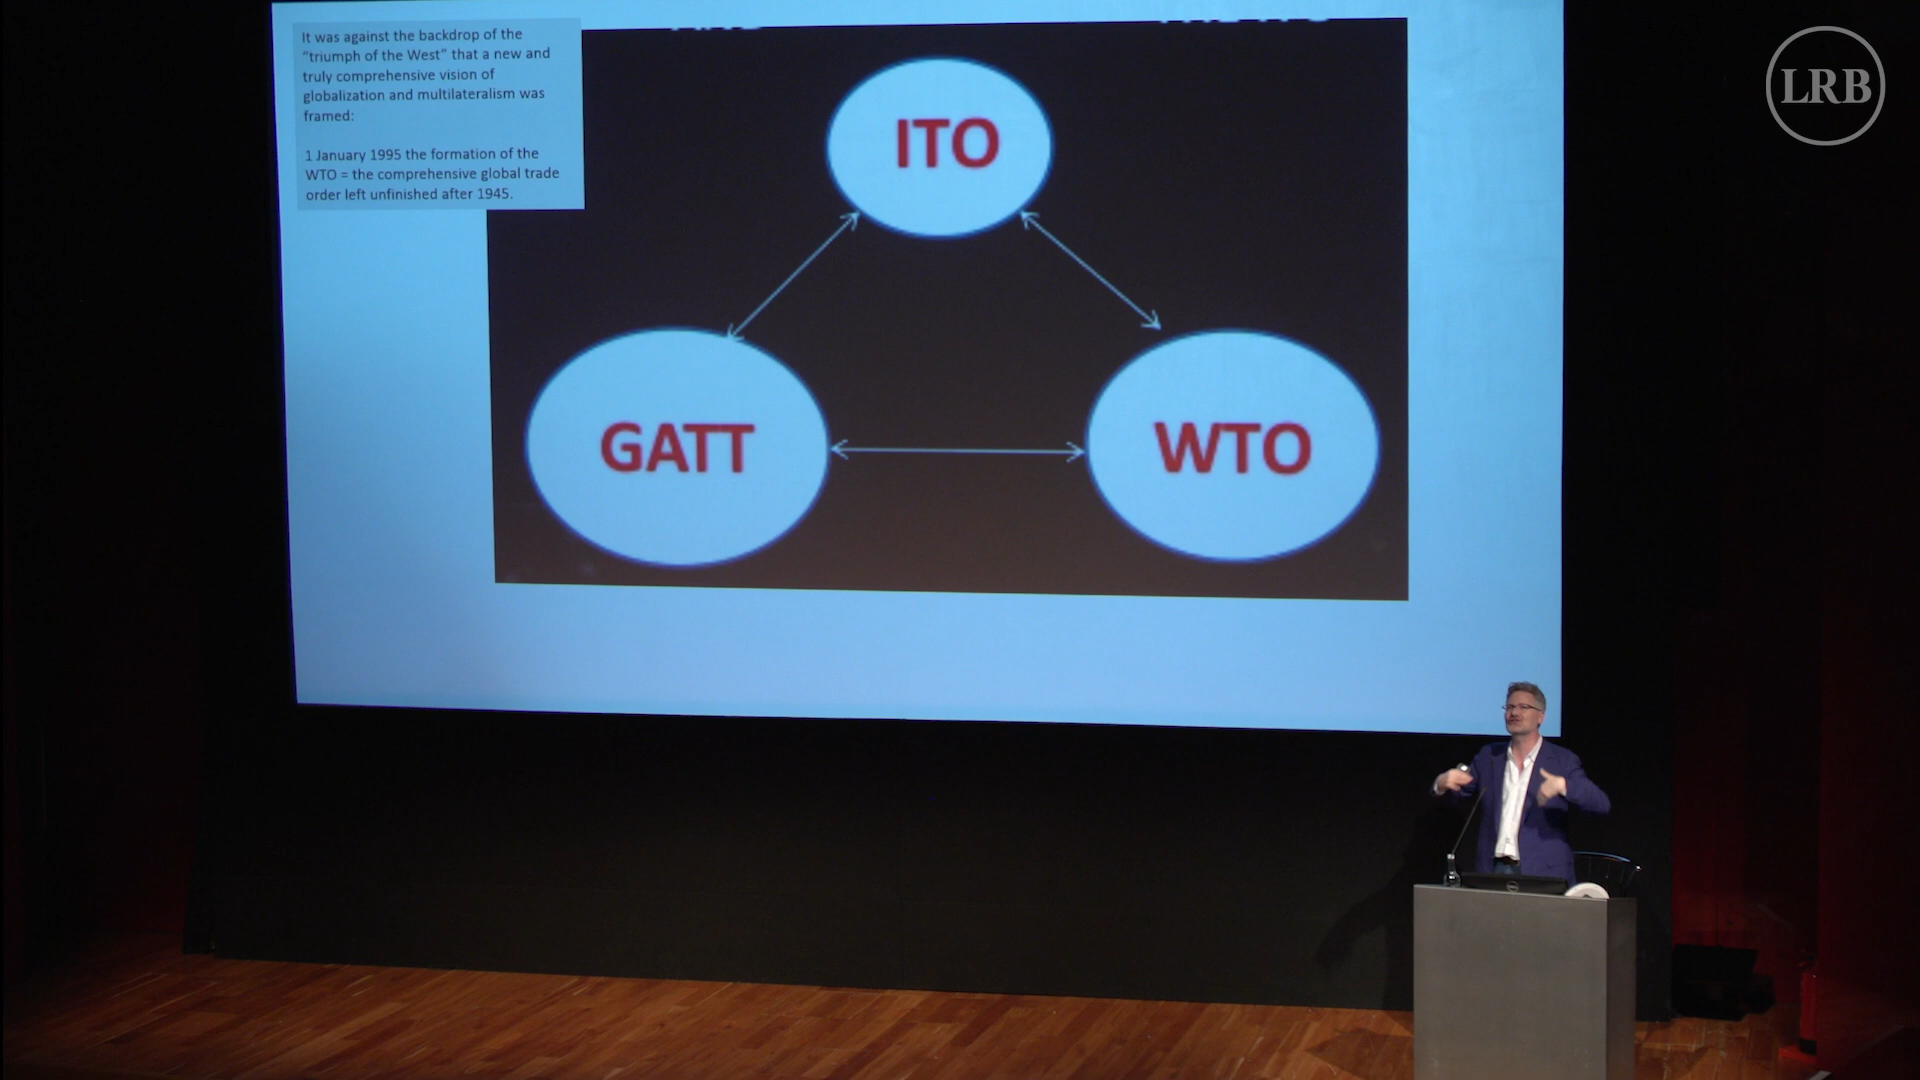 It was against the backdrop of the
“triumph of the West” that a new and
truly comprehensive vision of
globalization and multilateralism was
framed:
1 January 1995 the formation of the
WTO = the comprehensive global trade
order left unfinished after 1945.
ITO
GATT
WTO
LRB